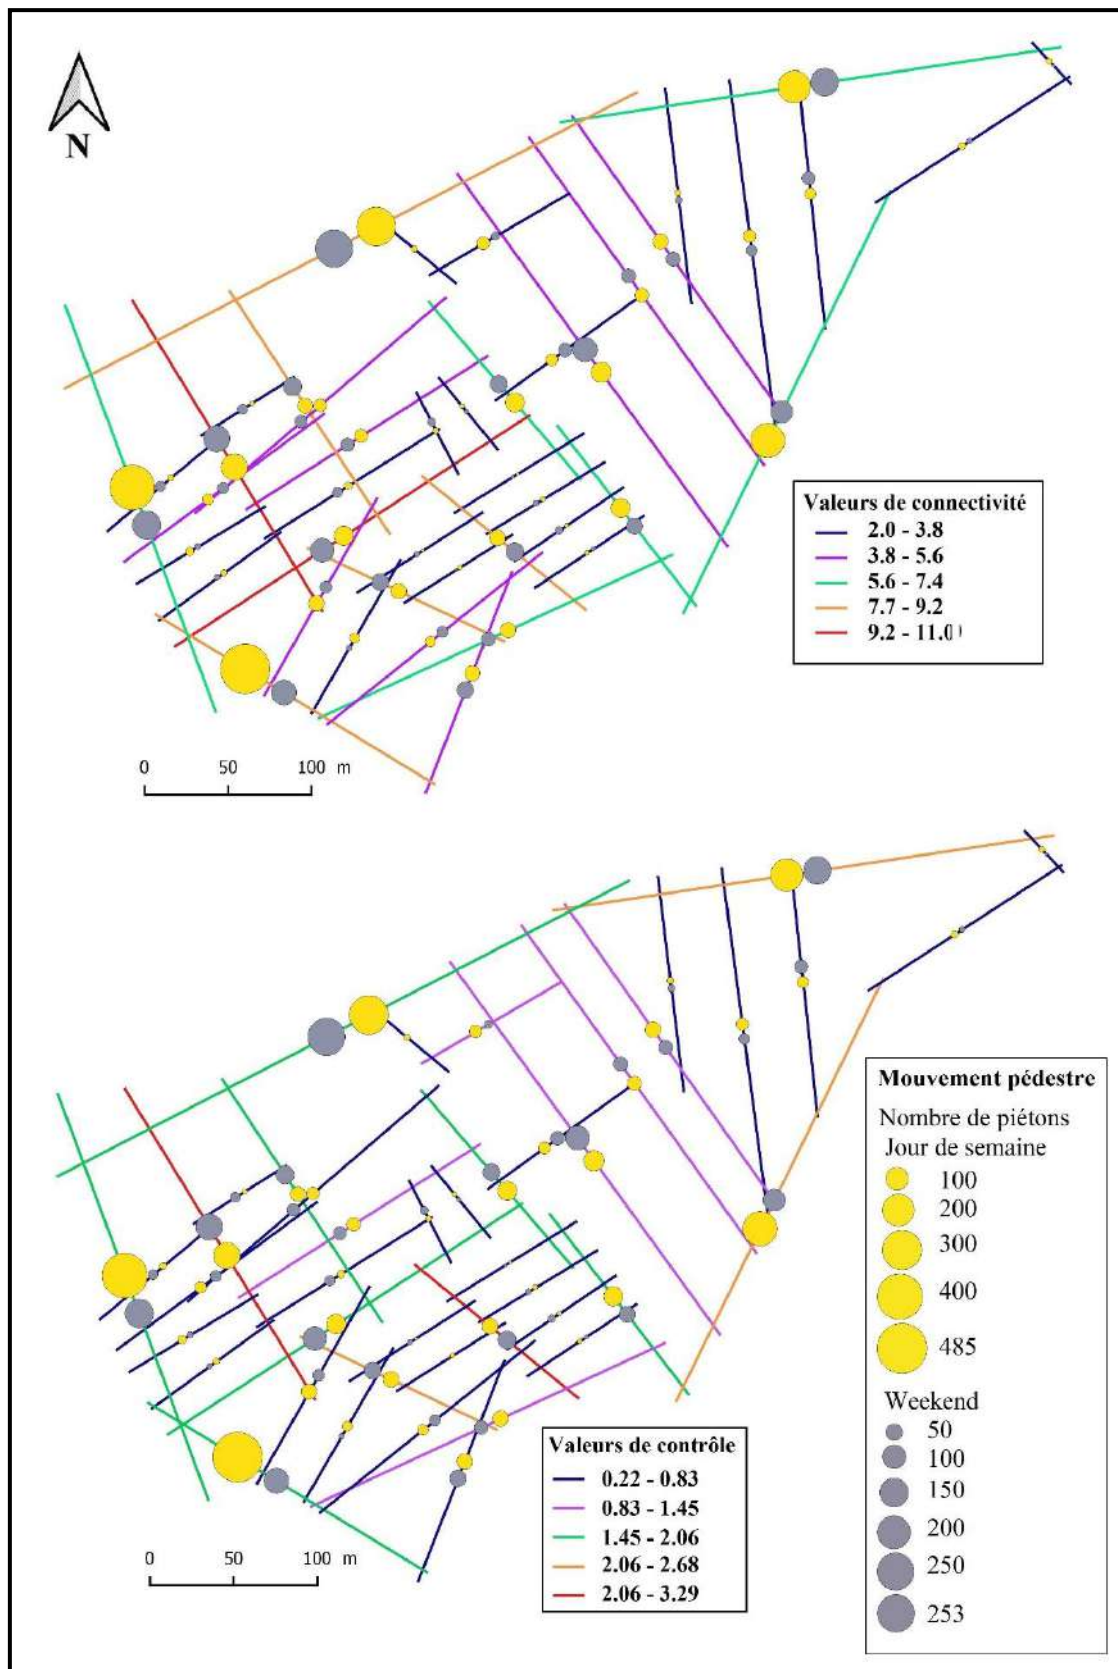 N
Valeurs de connectivité
2.0 - 3.8
3.8 - 5.6
5.6 - 7.4
7.7 - 9.2
9.2 - 11.0
0 50 100 m
Mouvement pédestre
Nombre de piétons
Jour de semaine
100
200
300
400
485
Weekend
50
100
150
200
250
253
Valeurs de contrôle
0.22 - 0.83
0.83 - 1.45
1.45 - 2.06
2.06 - 2.68
2.06 - 3.29
0 50 100 m